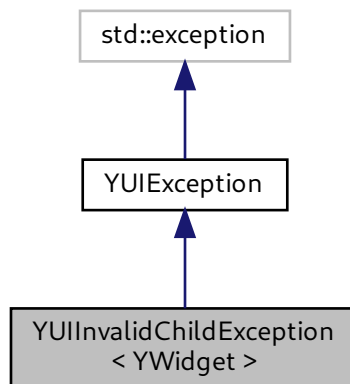 std::exception
YUIException
YUIInvalidChildException
< YWidget >